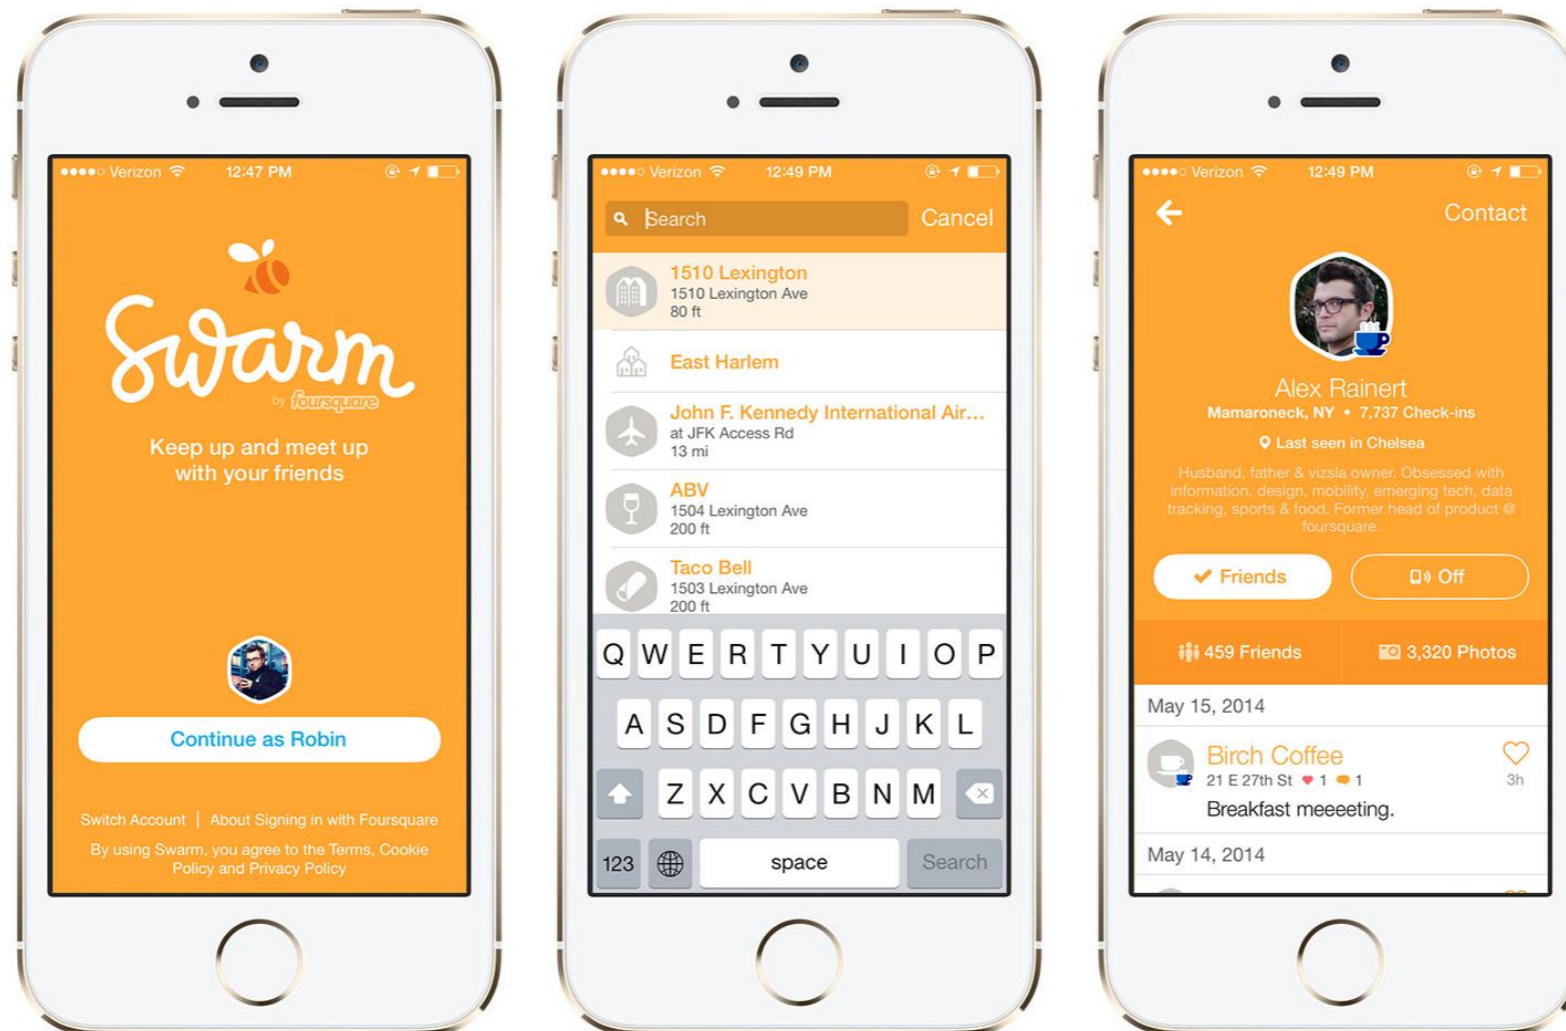 Verizon 12:47 PM
Swarm
by foursquare
Keep up and meet up
with your friends
Continue as Robin
Switch Account | About Signing in with Foursquare
By using Swarm, you agree to the Terms, Cookie
Policy and Privacy Policy
Verizon 12:49 PM
Search Cancel
1510 Lexington
1510 Lexington Ave
80 ft
East Harlem
John F. Kennedy International Air...
at JFK Access Rd
13 mi
ABV
1504 Lexington Ave
200 ft
Taco Bell
1503 Lexington Ave
200 ft
Q W E R T Y U I O P
A S D F G H J K L
Z X C V B N M
123 space Search
Verizon 12:49 PM
Contact
Alex Rainert
Mamaroneck, NY • 7,737 Check-ins
Last seen in Chelsea
Husband, father & vizsla owner. Obsessed with
information, design, mobility, emerging tech, data
tracking, sports & food. Former head of product @
foursquare.
Friends Off
459 Friends 3,320 Photos
May 15, 2014
Birch Coffee
21 E 27th St 1 1 3h
Breakfast meeeeting.
May 14, 2014